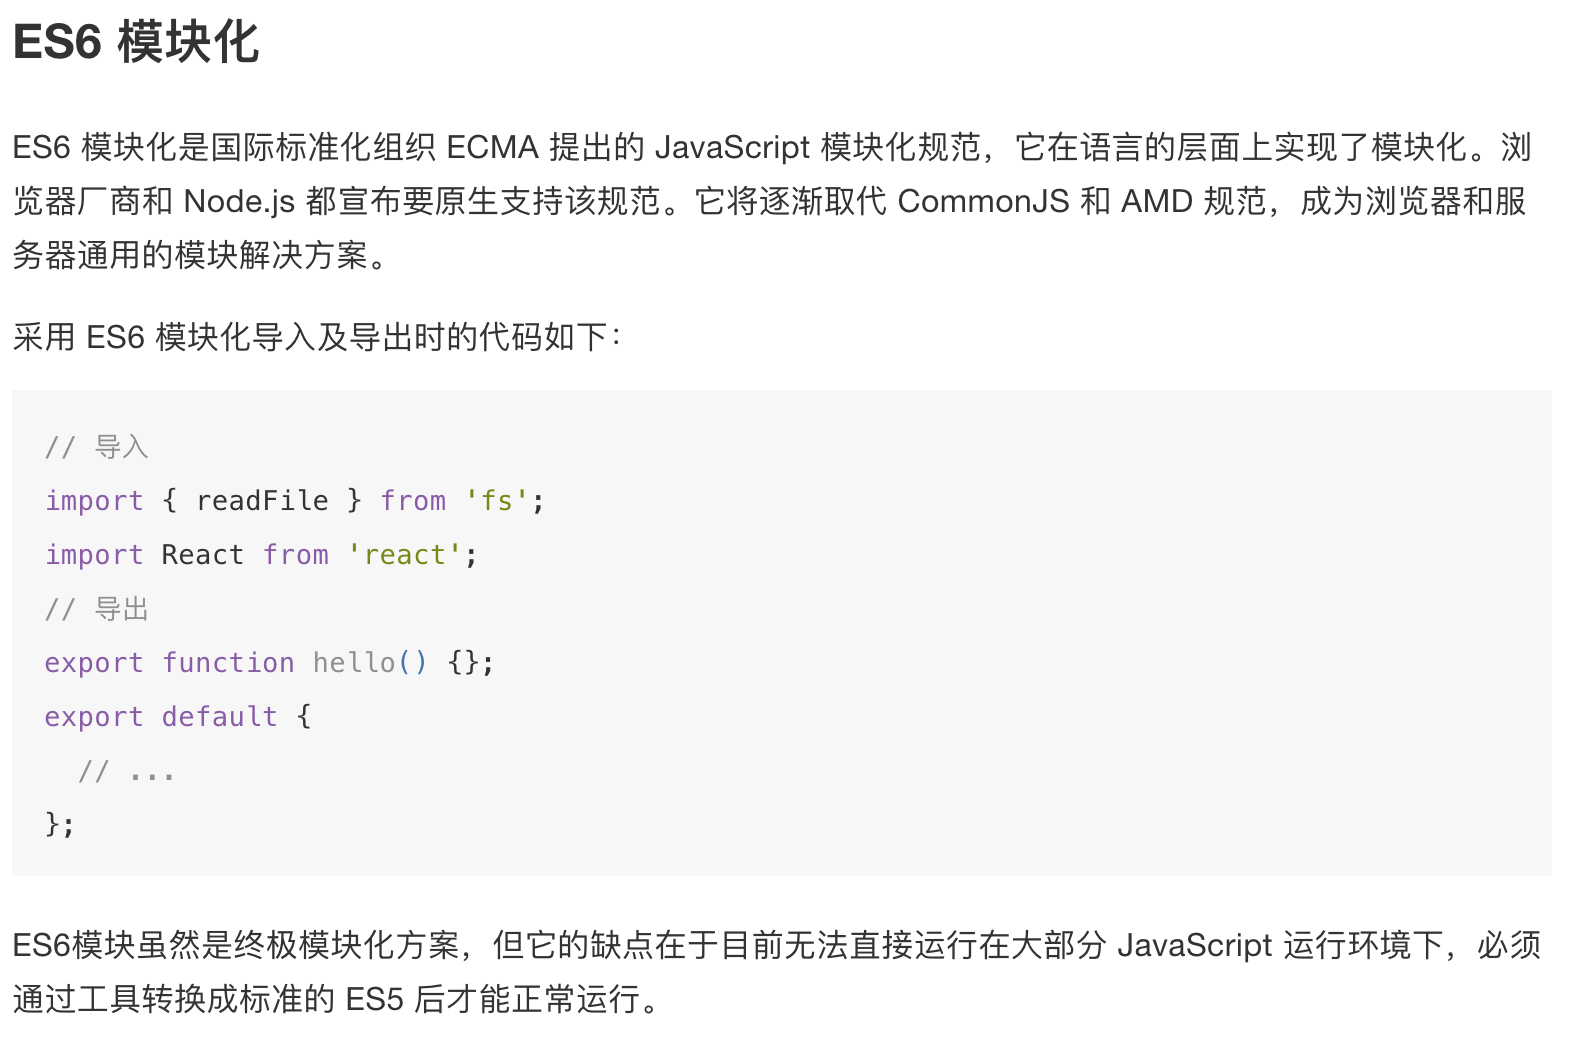 ES6 模块化
ES6 模块化是国际标准化组织 ECMA 提出的 JavaScript 模块化规范，它在语言的层面上实现了模块化。浏
览器厂商和 Node.js 都宣布要原生支持该规范。它将逐渐取代 CommonJS 和 AMD 规范，成为浏览器和服
务器通用的模块解决方案。
采用 ES6 模块化导入及导出时的代码如下：
// 导入
import { readFile } from 'fs';
import React from 'react';
// 导出
export function hello() {};
export default {
  // ...
};
ES6模块虽然是终极模块化方案，但它的缺点在于目前无法直接运行在大部分 JavaScript 运行环境下，必须
通过工具转换成标准的 ES5 后才能正常运行。